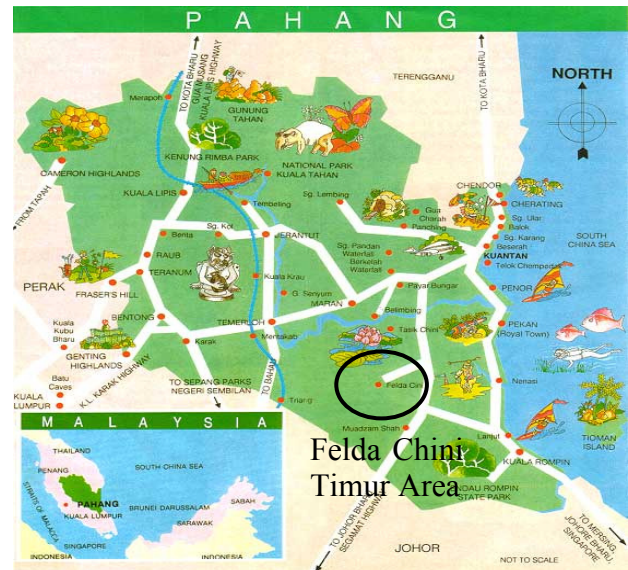 PAHANG
TO KOTA BHARU
GUA MUSANG
KUALA LIPIS HIGHWAY
TO KOTA BHARU
TERENGGANU
NORTH
Merapoh
GUNUNG
TAHAN
KENUNG RIMBA PARK
CAMERON HIGHLANDS
NATIONAL PARK
KUALA TAHAN
FROM TAPAH
KUALA LIPIS
Tembeling
Sg. Lembing
CHENDOR
CHERATING
Gua
Charah
Panching
Sg. Ular
Balok
Sg. Karang
Beserah
SOUTH
CHINA SEA
Benta
Sg. Koi
JERANTUT
Sg. Pandan
Waterfall
Berkelah
Waterfall
KUANTAN
Telok Chempedak
RAUB
TERANUM
Kuala Krau
PERAK
FRASER'S HILL
G. Senyum
MARAN
Payar Bungar
PENOR
BENTONG
TEMERLOH
Belimbing
Tasik Chini
PEKAN
(Royal Town)
Kuala
Kubu
Bharu
Karak
Mentakab
GENTING
HIGHLANDS
Batu
Caves
K.L. KARAK HIGHWAY
TO SEPANG PARKS
NEGERI SEMBILAN
TO BAHAU
Felda Cini
Nenasi
KUALA
LUMPUR
Triang
TIOMAN
ISLAND
MALAYSIA
Muadzam Shah
Lanjut
KUALA ROMPIN
Felda Chini
Timur Area
ENDAU ROMPIN
STATE PARK
THAILAND
PENANG
SOUTH CHINA SEA
STRAITS OF MALACCA
PAHANG
KUALA LUMPUR
BRUNEI DARUSSALAM
SABAH
SARAWAK
SINGAPORE
INDONESIA
INDONESIA
TO JOHOR BHARU
SEGAMAT HIGHWAY
JOHOR
TO MERSING,
JOHORE BHARU,
SINGAPORE
NOT TO SCALE